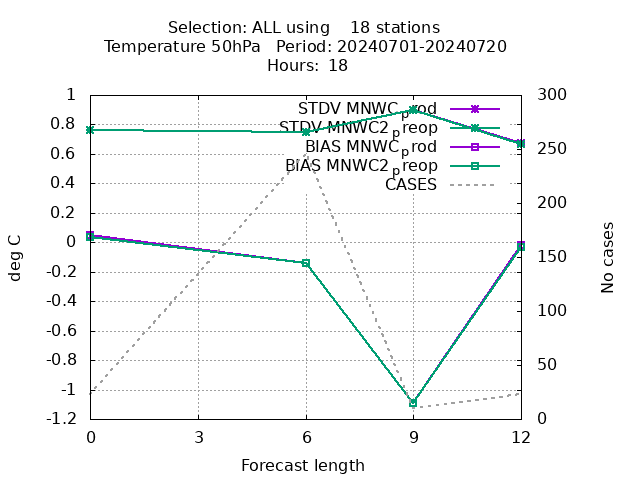 Selection: ALL using    18 stations
Temperature 50hPa   Period: 20240701-20240720
Hours:  18
STDV MNWC_prod
STDV MNWC2_preop
BIAS MNWC_prod
BIAS MNWC2_preop
CASES
1
0.8
0.6
0.4
0.2
0
-0.2
-0.4
-0.6
-0.8
-1
-1.2
300
250
200
150
100
50
0
0 3 6 9 12
deg C
No cases
Forecast length